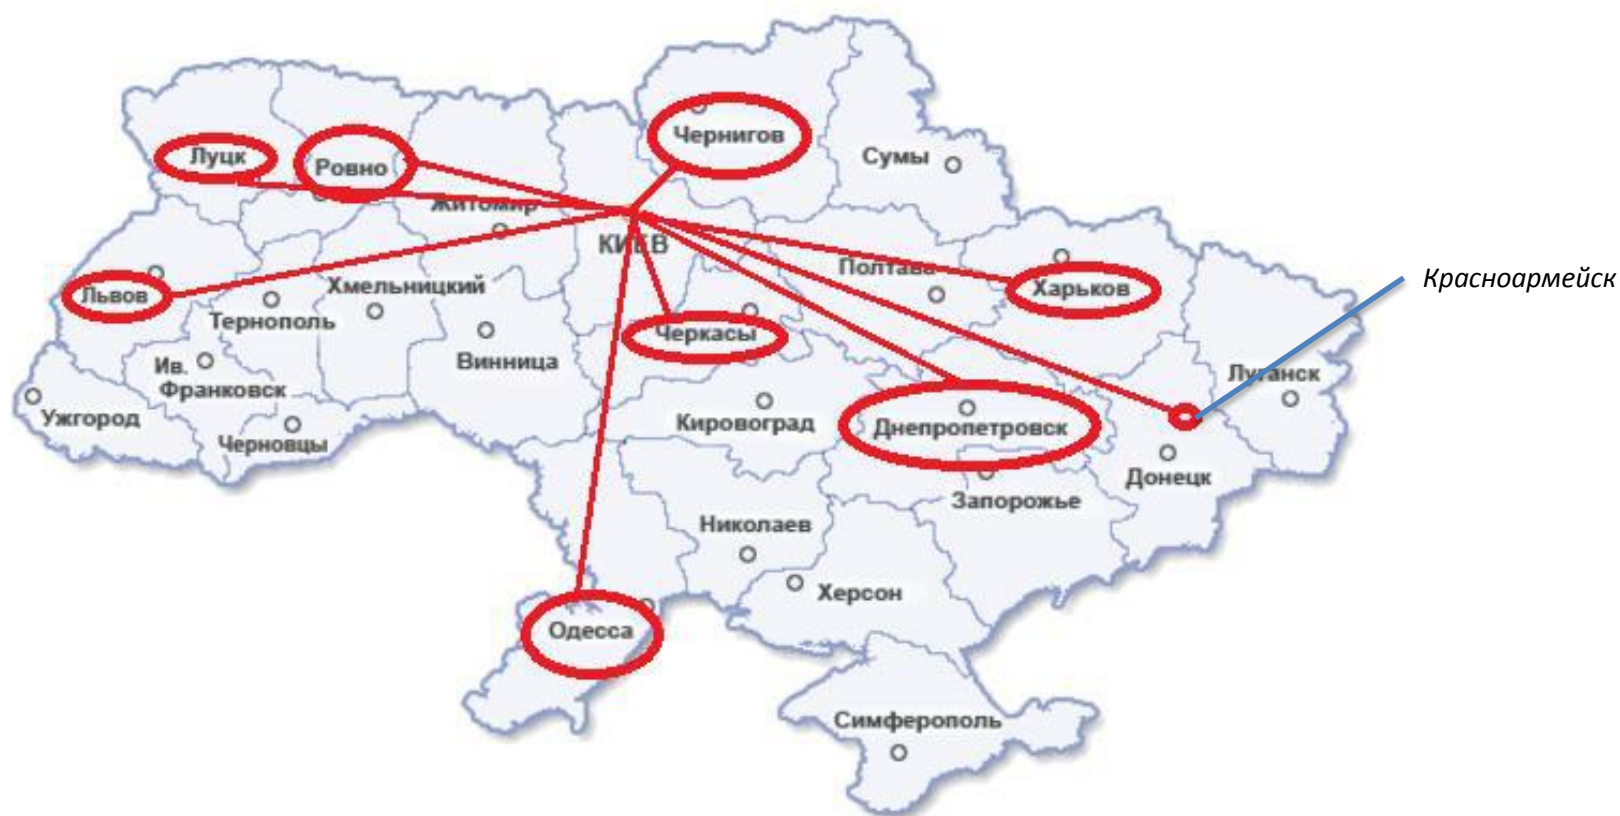 Чернигов
Луцк
Ровно
Сумы
Житомир
КИЕВ
Полтава
Красноармейск
Харьков
Львов
Хмельницкий
Тернополь
Черкасы
Винница
Ив.
Франковск
Луганск
Ужгород
Черновцы
Кировоград
Днепропетровск
Донецк
Запорожье
Николаев
Херсон
Одесса
Симферополь